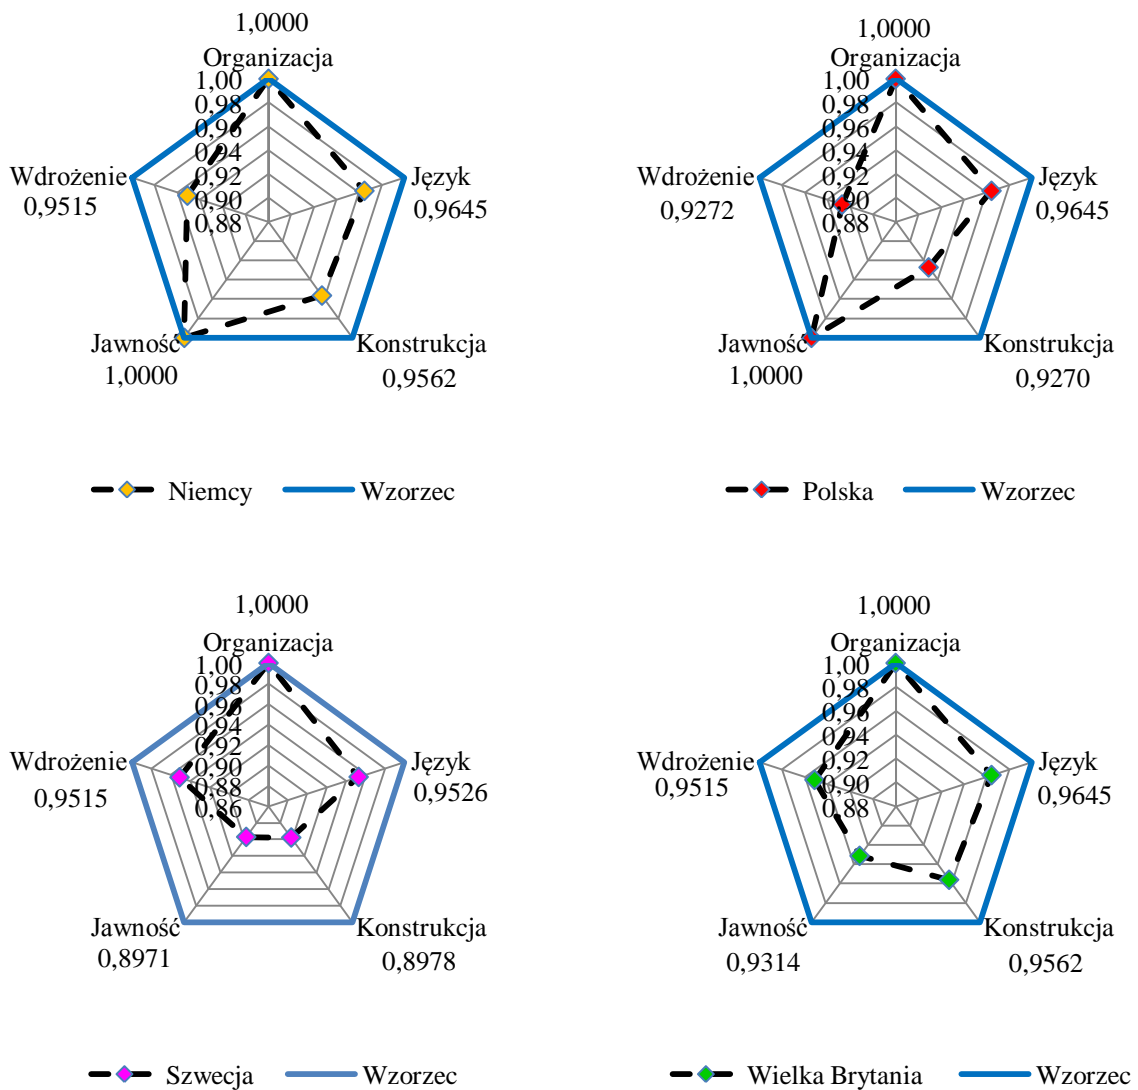 1,0000
Organizacja
1,00
0,98
0,96
0,94
0,92
0,90
0,88
Wdrożenie
0,9515
Język
0,9645
Jawność
1,0000
Konstrukcja
0,9562
Niemcy
Wzorzec
1,0000
Organizacja
1,00
0,98
0,96
0,94
0,92
0,90
0,88
Wdrożenie
0,9272
Język
0,9645
Jawność
1,0000
Konstrukcja
0,9270
Polska
Wzorzec
1,0000
Organizacja
1,00
0,98
0,96
0,94
0,92
0,90
0,88
0,86
Wdrożenie
0,9515
Język
0,9526
Jawność
0,8971
Konstrukcja
0,8978
Szwecja
Wzorzec
1,0000
Organizacja
1,00
0,98
0,96
0,94
0,92
0,90
0,88
Wdrożenie
0,9515
Język
0,9645
Jawność
0,9314
Konstrukcja
0,9562
Wielka Brytania
Wzorzec